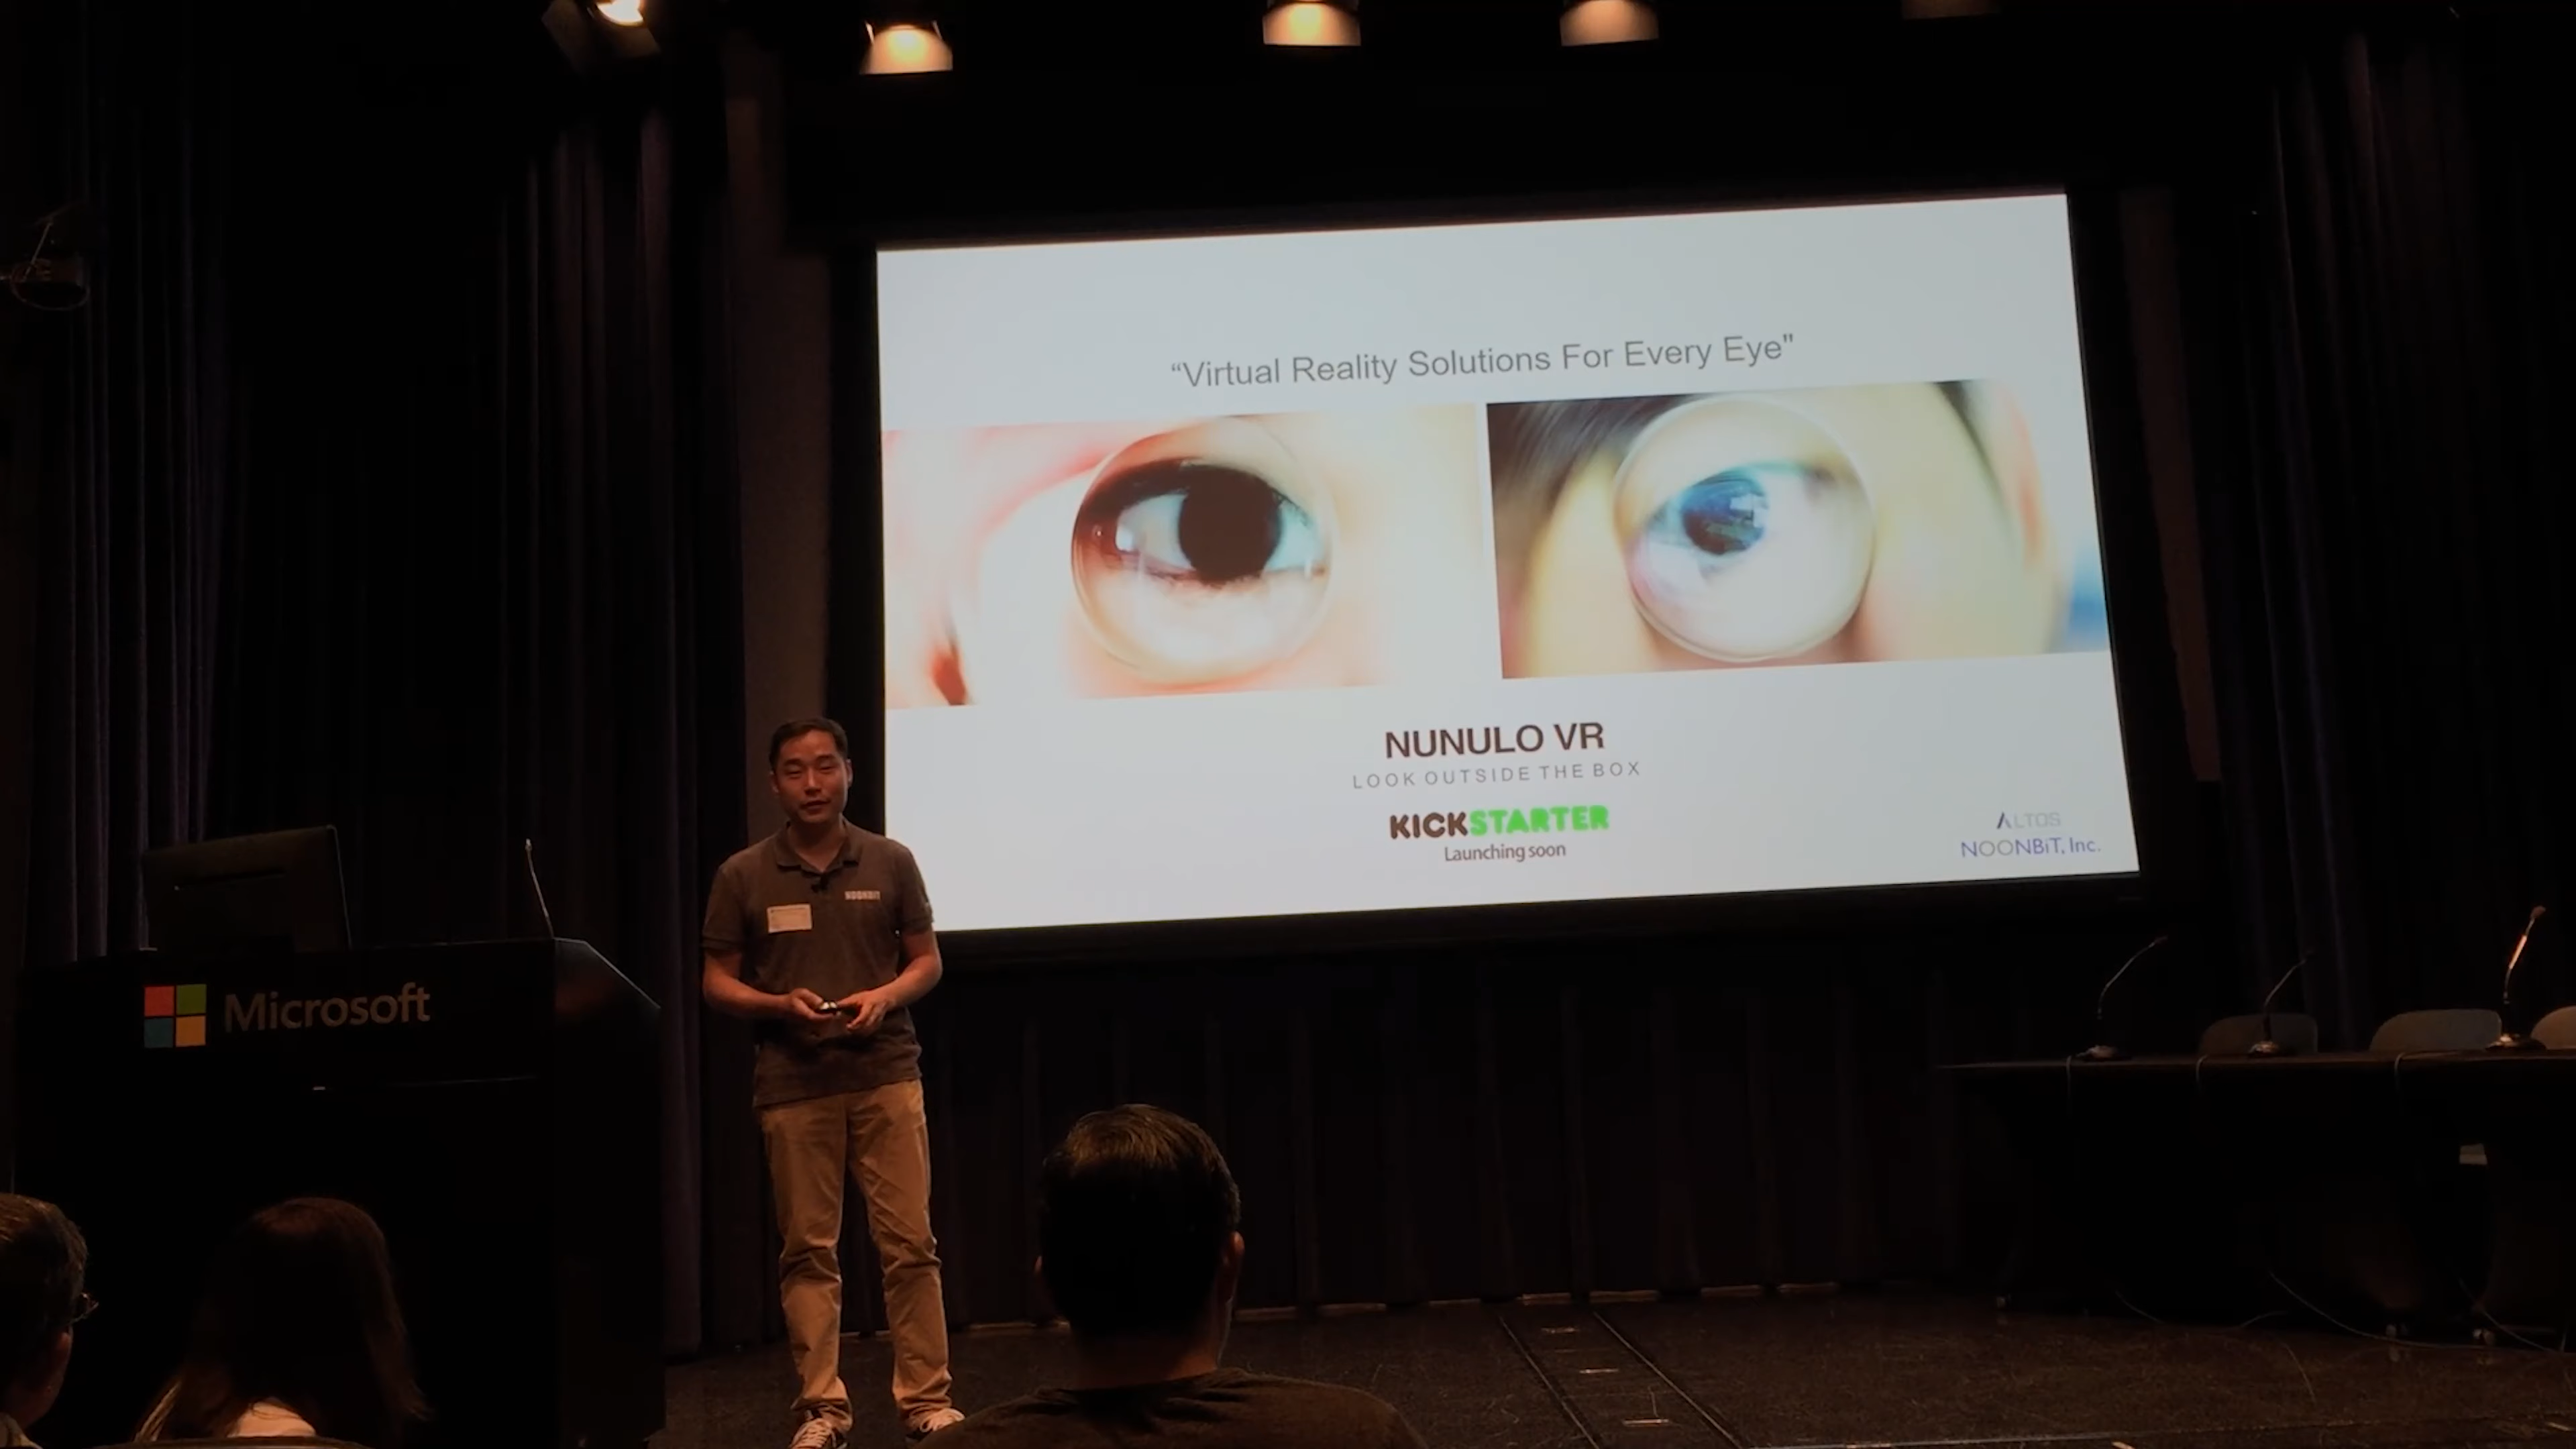 “Virtual Reality Solutions For Every Eye"
NUNULO VR
LOOK OUTSIDE THE BOX
KICKSTARTER
Launching soon
ALTOS
NOONBiT, Inc.
NOONBiT
Microsoft